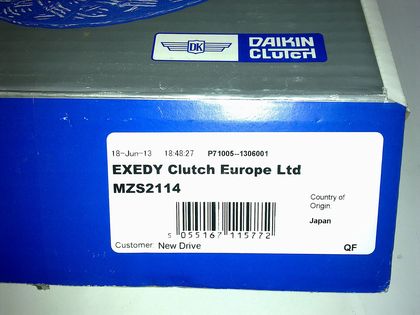 DK
DAIKIN
CLUTCH
18-Jun-13 18:48:27 P71005--1306001
EXEDY Clutch Europe Ltd
MZS2114
Country of
Origin:
Japan
5 055167 115772
Customer New Drive
QF